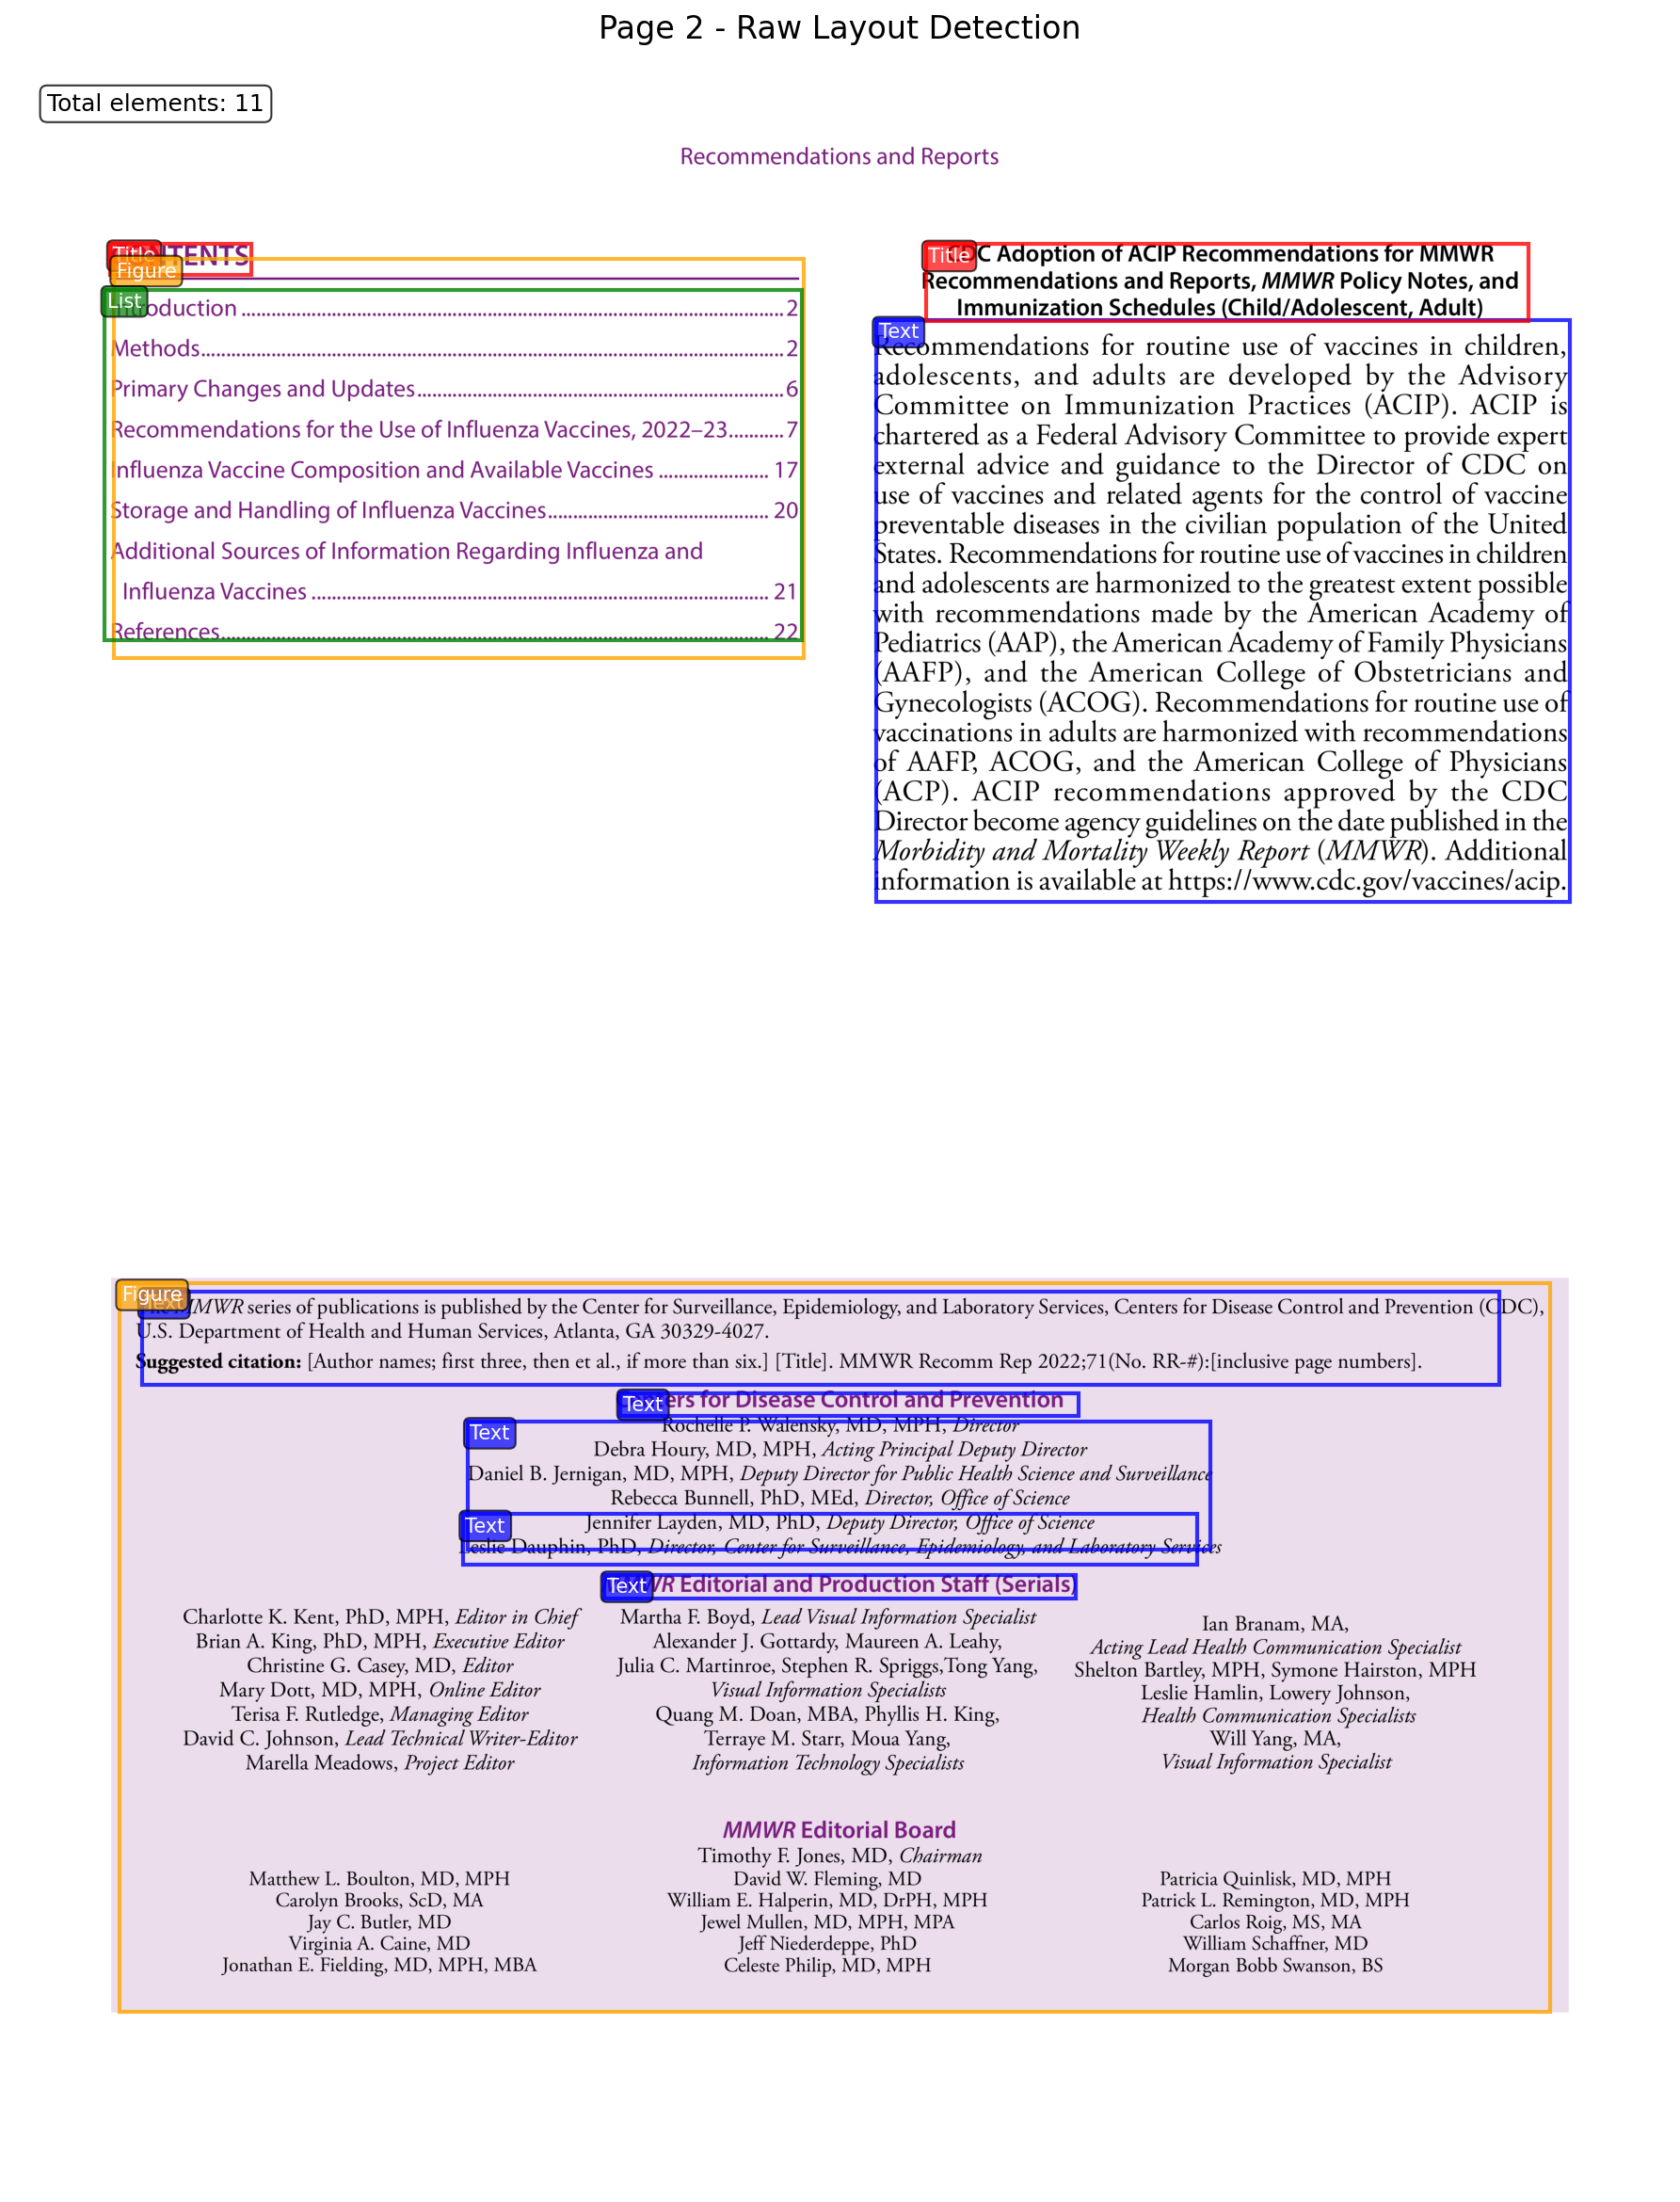 Page 2 - Raw Layout Detection
Total elements: 11
Recommendations and Reports
Title
TENTS
Figure
List
oduction 2
Methods 2
Primary Changes and Updates 6
Recommendations for the Use of Influenza Vaccines, 2022–23 7
Influenza Vaccine Composition and Available Vaccines 17
Storage and Handling of Influenza Vaccines 20
Additional Sources of Information Regarding Influenza and
Influenza Vaccines 21
References 22
Title
C Adoption of ACIP Recommendations for MMWR
Recommendations and Reports, MMWR Policy Notes, and
Immunization Schedules (Child/Adolescent, Adult)
Text
Recommendations for routine use of vaccines in children,
adolescents, and adults are developed by the Advisory
Committee on Immunization Practices (ACIP). ACIP is
chartered as a Federal Advisory Committee to provide expert
external advice and guidance to the Director of CDC on
use of vaccines and related agents for the control of vaccine
preventable diseases in the civilian population of the United
States. Recommendations for routine use of vaccines in children
and adolescents are harmonized to the greatest extent possible
with recommendations made by the American Academy of
Pediatrics (AAP), the American Academy of Family Physicians
(AAFP), and the American College of Obstetricians and
Gynecologists (ACOG). Recommendations for routine use of
vaccinations in adults are harmonized with recommendations
of AAFP, ACOG, and the American College of Physicians
(ACP). ACIP recommendations approved by the CDC
Director become agency guidelines on the date published in the
Morbidity and Mortality Weekly Report (MMWR). Additional
information is available at https://www.cdc.gov/vaccines/acip.
Figure
Text
MMWR series of publications is published by the Center for Surveillance, Epidemiology, and Laboratory Services, Centers for Disease Control and Prevention (CDC),
U.S. Department of Health and Human Services, Atlanta, GA 30329-4027.
Suggested citation: [Author names; first three, then et al., if more than six.] [Title]. MMWR Recomm Rep 2022;71(No. RR-#):[inclusive page numbers].
Text
ers for Disease Control and Prevention
Text
Rochelle P. Walensky, MD, MPH, Director
Debra Houry, MD, MPH, Acting Principal Deputy Director
Daniel B. Jernigan, MD, MPH, Deputy Director for Public Health Science and Surveillance
Rebecca Bunnell, PhD, MEd, Director, Office of Science
Text
Jennifer Layden, MD, PhD, Deputy Director, Office of Science
Leslie Dauphin, PhD, Director, Center for Surveillance, Epidemiology, and Laboratory Services
Text
WR Editorial and Production Staff (Serials)
Charlotte K. Kent, PhD, MPH, Editor in Chief
Brian A. King, PhD, MPH, Executive Editor
Christine G. Casey, MD, Editor
Mary Dott, MD, MPH, Online Editor
Terisa F. Rutledge, Managing Editor
David C. Johnson, Lead Technical Writer-Editor
Marella Meadows, Project Editor
Martha F. Boyd, Lead Visual Information Specialist
Alexander J. Gottardy, Maureen A. Leahy,
Julia C. Martinroe, Stephen R. Spriggs,Tong Yang,
Visual Information Specialists
Quang M. Doan, MBA, Phyllis H. King,
Terraye M. Starr, Moua Yang,
Information Technology Specialists
Ian Branam, MA,
Acting Lead Health Communication Specialist
Shelton Bartley, MPH, Symone Hairston, MPH
Leslie Hamlin, Lowery Johnson,
Health Communication Specialists
Will Yang, MA,
Visual Information Specialist
MMWR Editorial Board
Timothy F. Jones, MD, Chairman
Matthew L. Boulton, MD, MPH
Carolyn Brooks, ScD, MA
Jay C. Butler, MD
Virginia A. Caine, MD
Jonathan E. Fielding, MD, MPH, MBA
David W. Fleming, MD
William E. Halperin, MD, DrPH, MPH
Jewel Mullen, MD, MPH, MPA
Jeff Niederdeppe, PhD
Celeste Philip, MD, MPH
Patricia Quinlisk, MD, MPH
Patrick L. Remington, MD, MPH
Carlos Roig, MS, MA
William Schaffner, MD
Morgan Bobb Swanson, BS